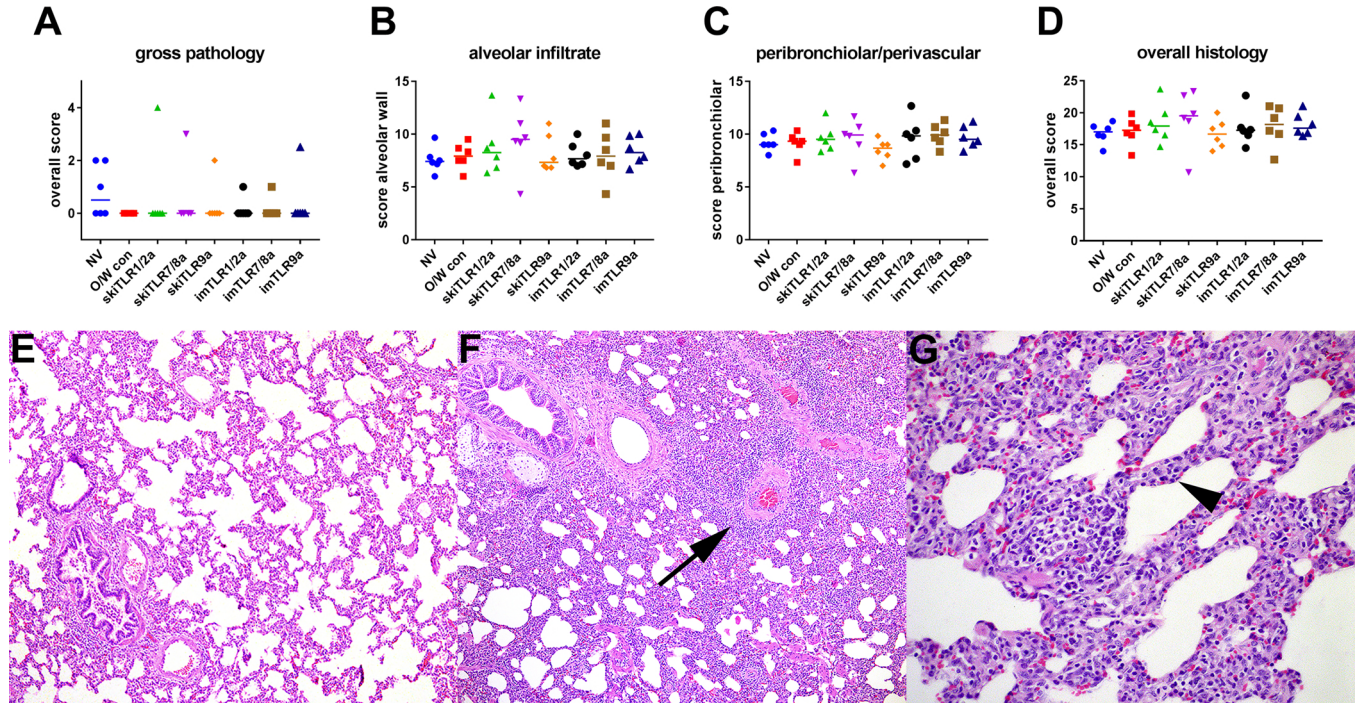 A
gross pathology
overall score
4
2
0
NV
O/W con
skiTLR1/2a
skiTLR7/8a
skiTLR9a
imTLR1/2a
imTLR7/8a
imTLR9a
B
alveolar infiltrate
score alveolar wall
15
10
5
0
NV
O/W con
skiTLR1/2a
skiTLR7/8a
skiTLR9a
imTLR1/2a
imTLR7/8a
imTLR9a
C
peribronchiolar/perivascular
score peribronchiolar
15
10
5
0
NV
O/W con
skiTLR1/2a
skiTLR7/8a
skiTLR9a
imTLR1/2a
imTLR7/8a
imTLR9a
D
overall histology
overall score
25
20
15
10
5
0
NV
O/W con
skiTLR1/2a
skiTLR7/8a
skiTLR9a
imTLR1/2a
imTLR7/8a
imTLR9a
E
F
G